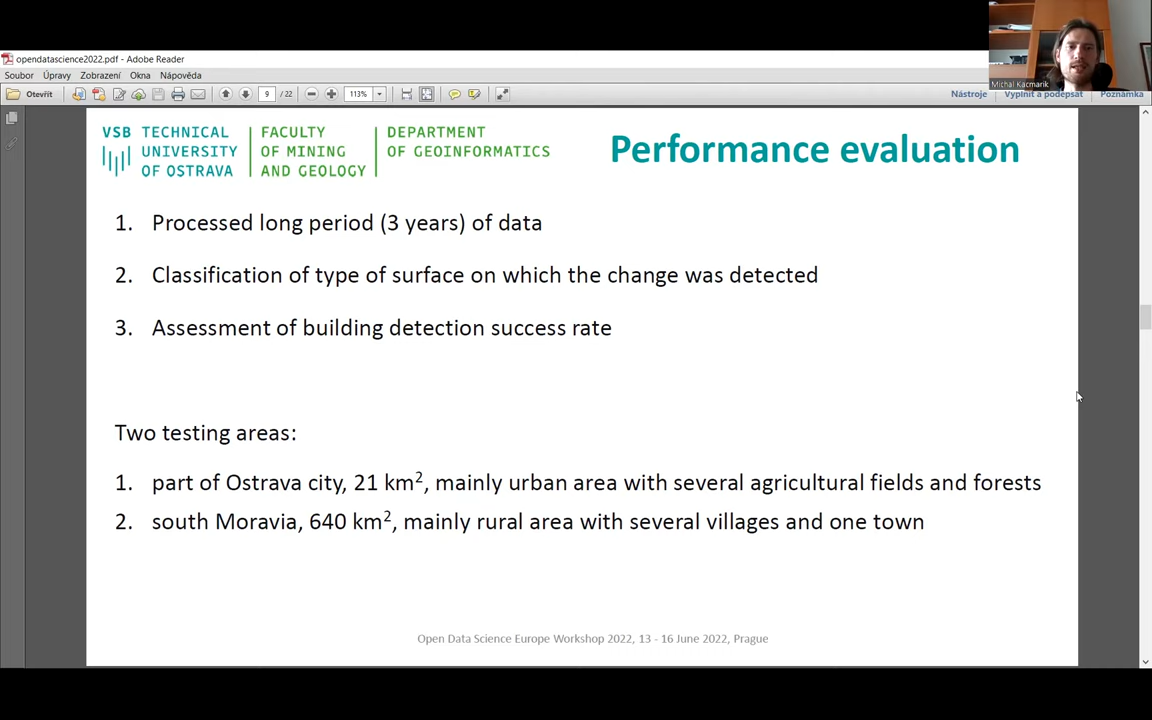 opendatascience2022.pdf - Adobe Reader
Soubor Úpravy Zobrazení Okna Nápověda
Otevřít 9 / 22 113% Nástroje Vyplnit a podepsat Poznámka
Michal Kacmarik
VSB TECHNICAL UNIVERSITY OF OSTRAVA
FACULTY OF MINING AND GEOLOGY
DEPARTMENT OF GEOINFORMATICS
Performance evaluation
1. Processed long period (3 years) of data
2. Classification of type of surface on which the change was detected
3. Assessment of building detection success rate
Two testing areas:
1. part of Ostrava city, 21 km², mainly urban area with several agricultural fields and forests
2. south Moravia, 640 km², mainly rural area with several villages and one town
Open Data Science Europe Workshop 2022, 13 - 16 June 2022, Prague